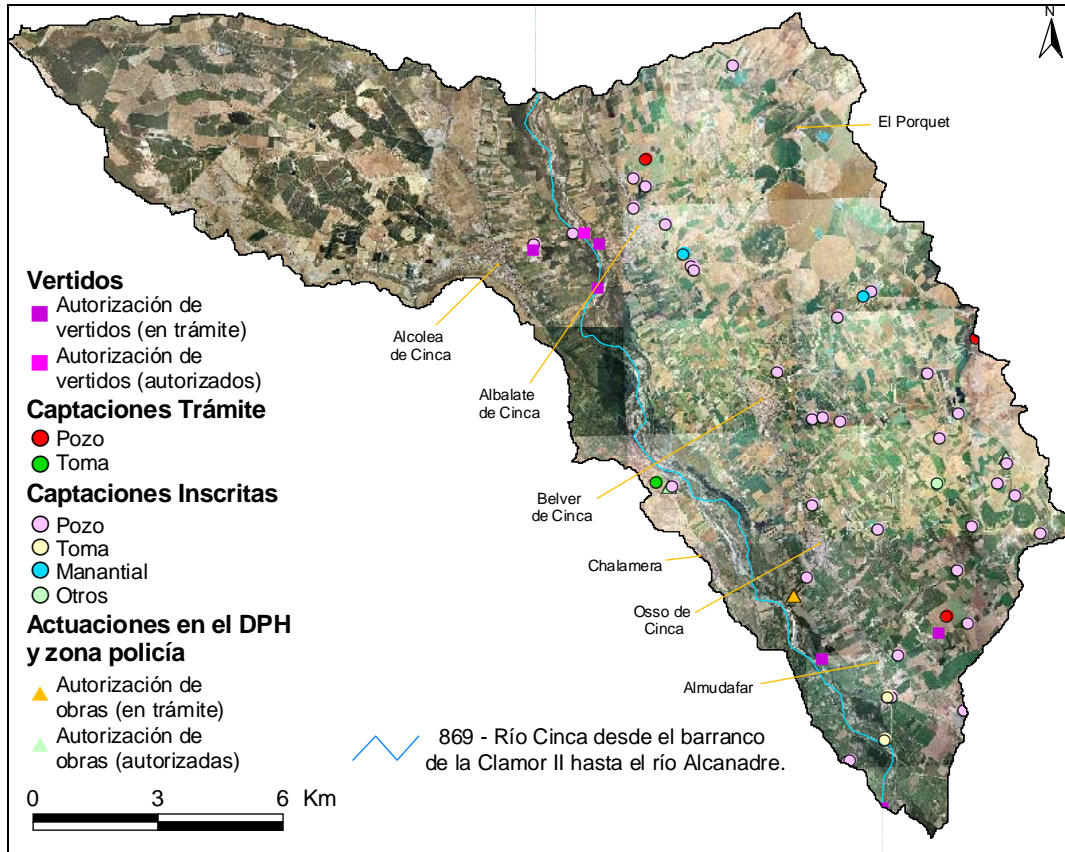 N
El Porquet
Alcolea
de Cinca
Albalate
de Cinca
Belver
de Cinca
Chalamera
Osso de
Cinca
Almudafar
Vertidos
Autorización de
vertidos (en trámite)
Autorización de
vertidos (autorizados)
Captaciones Trámite
Pozo
Toma
Captaciones Inscritas
Pozo
Toma
Manantial
Otros
Actuaciones en el DPH
y zona policía
Autorización de
obras (en trámite)
Autorización de
obras (autorizadas)
869 - Río Cinca desde el barranco
de la Clamor II hasta el río Alcanadre.
0 3 6 Km